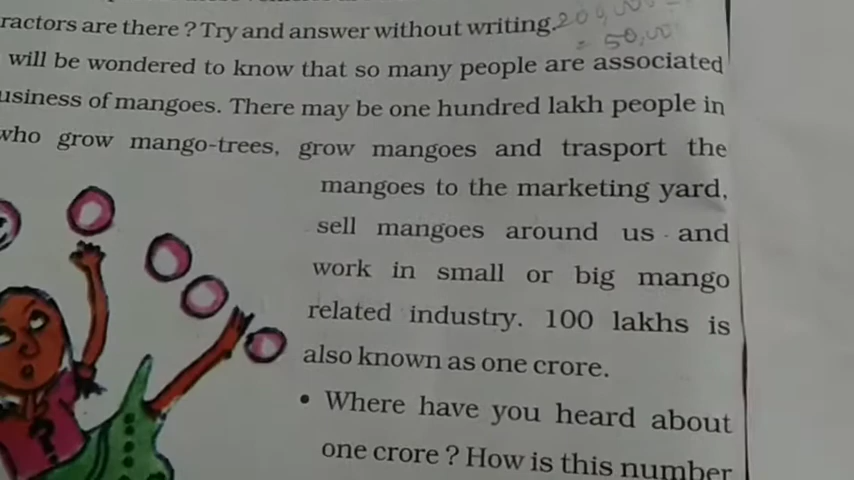 ractors are there ? Try and answer without writing.
= 50,00
will be wondered to know that so many people are associated
usiness of mangoes. There may be one hundred lakh people in
who grow mango-trees, grow mangoes and trasport the
mangoes to the marketing yard,
sell mangoes around us and
work in small or big mango
related industry. 100 lakhs is
also known as one crore.
• Where have you heard about
one crore ? How is this number